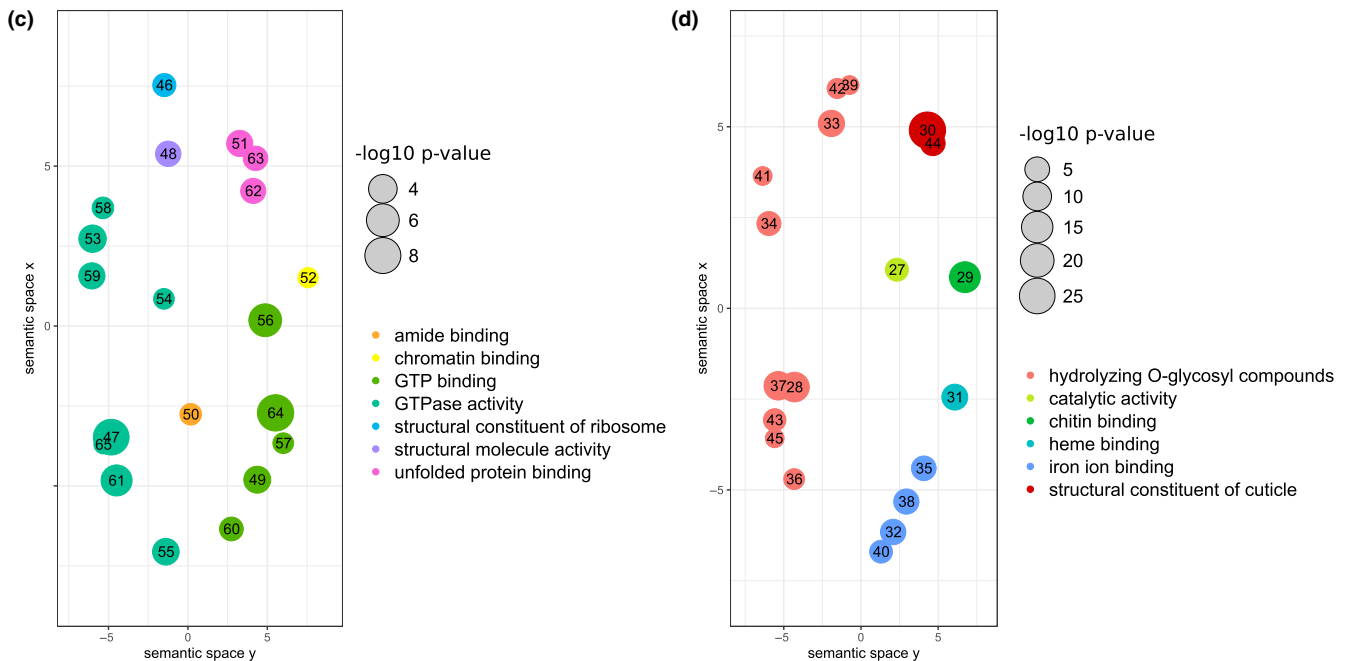 (c)
46
51
48
63
5
62
58
53
59
52
54
56
0
50
64
47
57
65
49
61
60
55
−5
0
5
semantic space x
semantic space y
-log10 p-value
4
6
8
amide binding
chromatin binding
GTP binding
GTPase activity
structural constituent of ribosome
structural molecule activity
unfolded protein binding
(d)
42
39
33
30
5
44
41
34
27
29
0
37
28
31
43
45
35
36
−5
38
32
40
−5
0
5
semantic space x
semantic space y
-log10 p-value
5
10
15
20
25
hydrolyzing O-glycosyl compounds
catalytic activity
chitin binding
heme binding
iron ion binding
structural constituent of cuticle